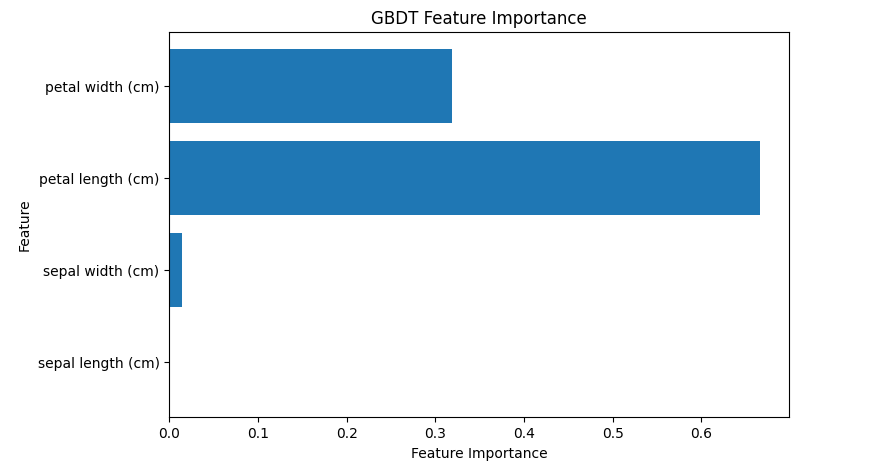 GBDT Feature Importance
petal width (cm)
petal length (cm)
sepal width (cm)
sepal length (cm)
Feature
0.0 0.1 0.2 0.3 0.4 0.5 0.6
Feature Importance